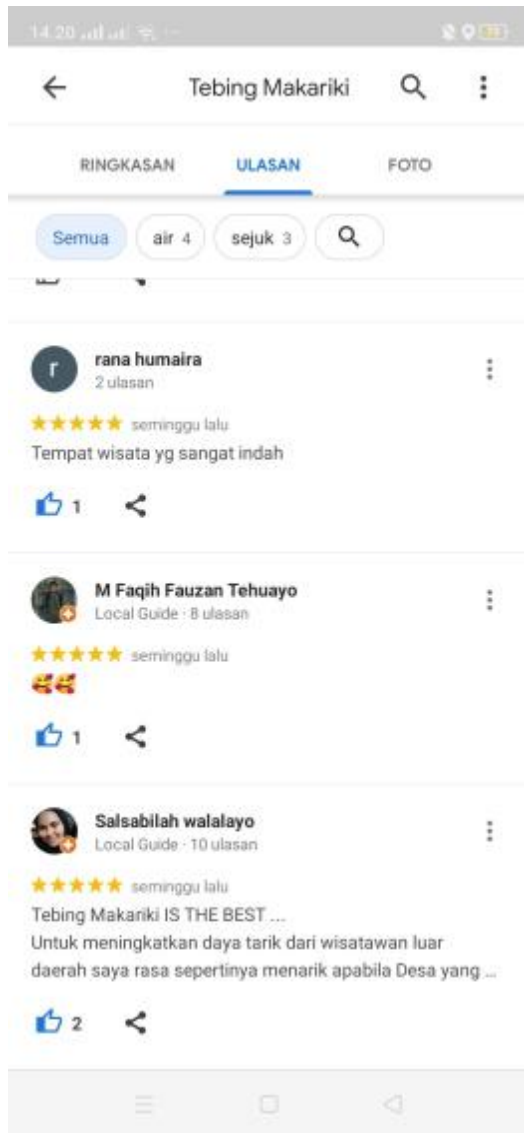 14.20
Tebing Makariki
RINGKASAN ULASAN FOTO
Semua air 4 sejuk 3
r rana humaira
2 ulasan
seminggu lalu
Tempat wisata yg sangat indah
1
M Faqih Fauzan Tehuayo
Local Guide · 8 ulasan
seminggu lalu
🥰🥰
1
Salsabilah walalayo
Local Guide · 10 ulasan
seminggu lalu
Tebing Makariki IS THE BEST ...
Untuk meningkatkan daya tarik dari wisatawan luar
daerah saya rasa sepertinya menarik apabila Desa yang ...
2